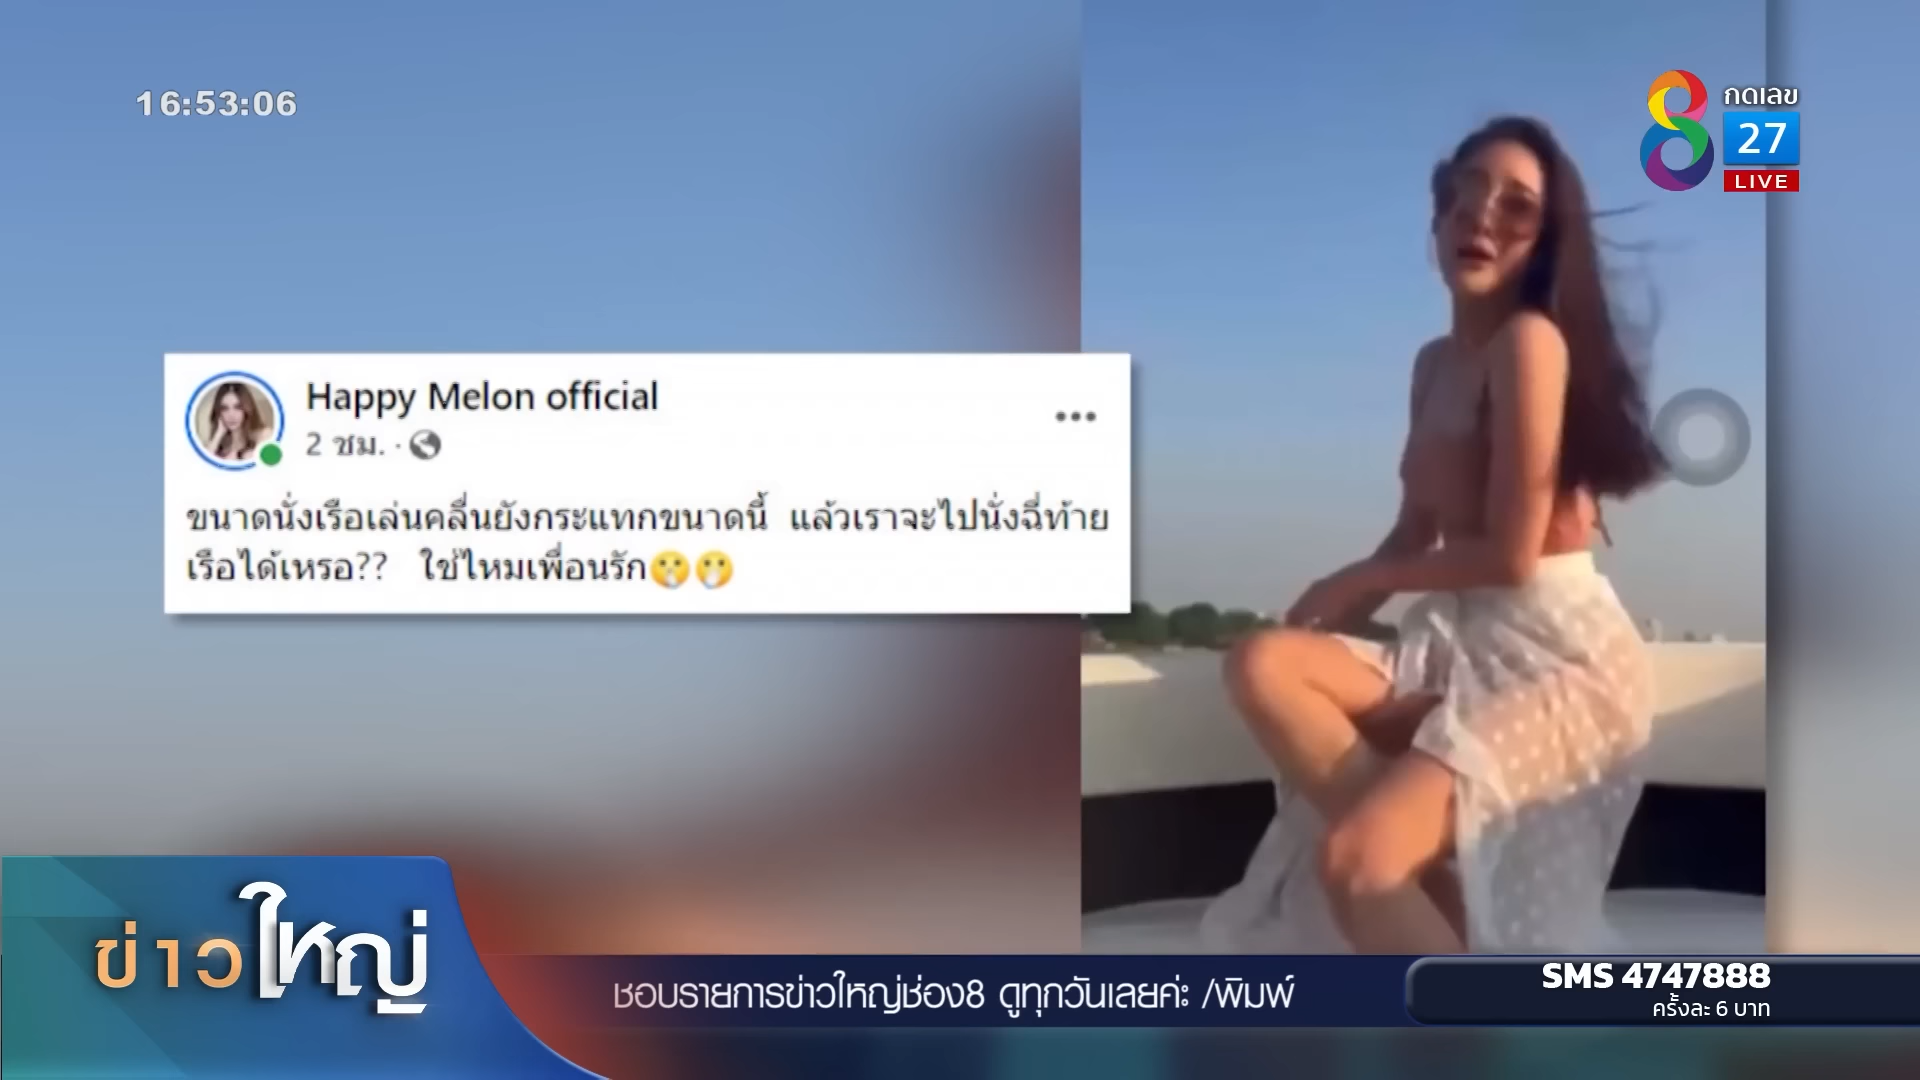 16:53:06
กดเลข
8 27
LIVE
Happy Melon official
2 ชม. ·
ขนาดนั่งเรือเล่นคลื่นยังกระแทกขนาดนี้ แล้วเราจะไปนั่งฉี่ท้าย
เรือได้เหรอ?? ใช่ไหมเพื่อนรัก🤫🤭
ข่าวใหญ่
ชอบรายการข่าวใหญ่ช่อง8 ดูทุกวันเลยค่ะ /พิมพ์
SMS 4747888
ครั้งละ 6 บาท